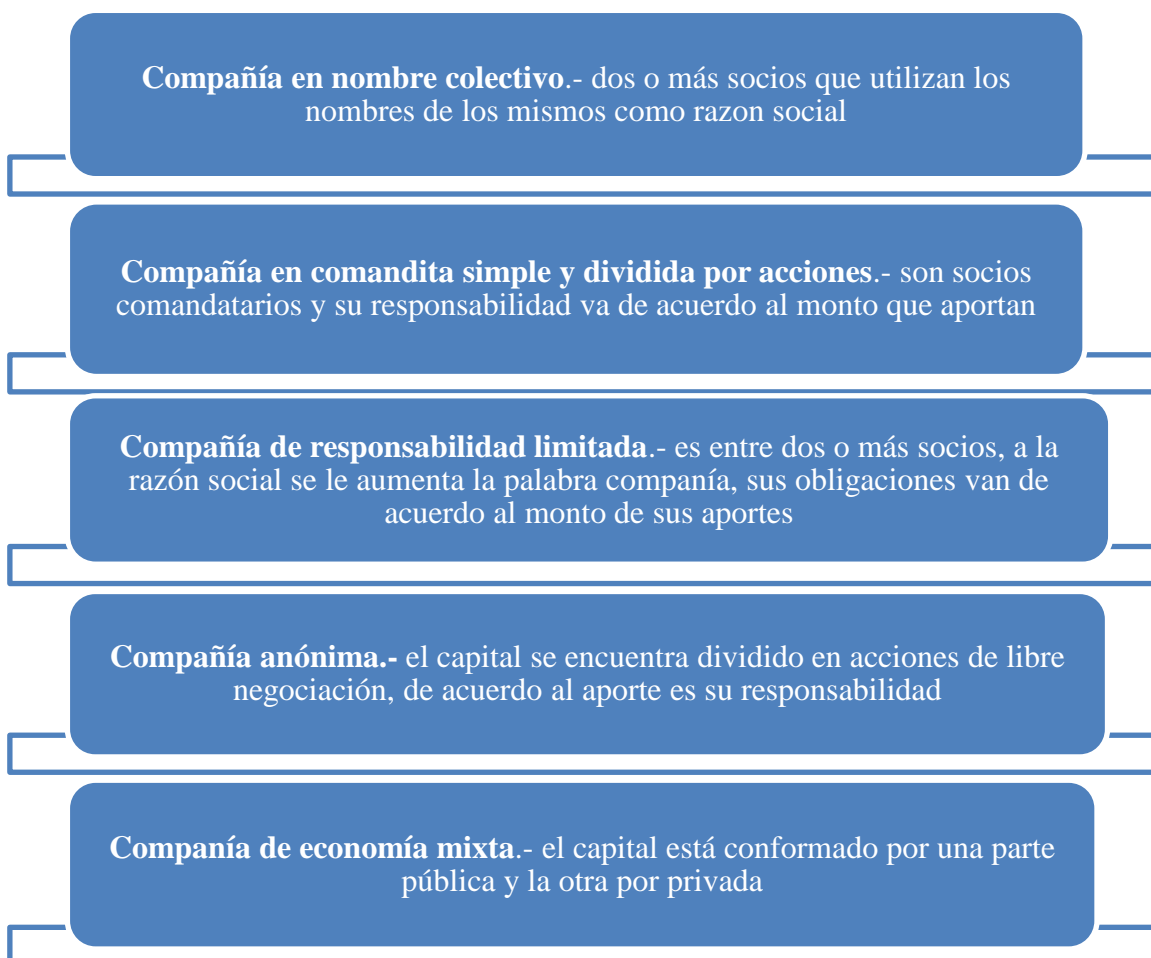 Compañía en nombre colectivo.- dos o más socios que utilizan los
nombres de los mismos como razon social
Compañía en comandita simple y dividida por acciones.- son socios
comandatarios y su responsabilidad va de acuerdo al monto que aportan
Compañía de responsabilidad limitada.- es entre dos o más socios, a la
razón social se le aumenta la palabra companía, sus obligaciones van de
acuerdo al monto de sus aportes
Compañía anónima.- el capital se encuentra dividido en acciones de libre
negociación, de acuerdo al aporte es su responsabilidad
Companía de economía mixta.- el capital está conformado por una parte
pública y la otra por privada